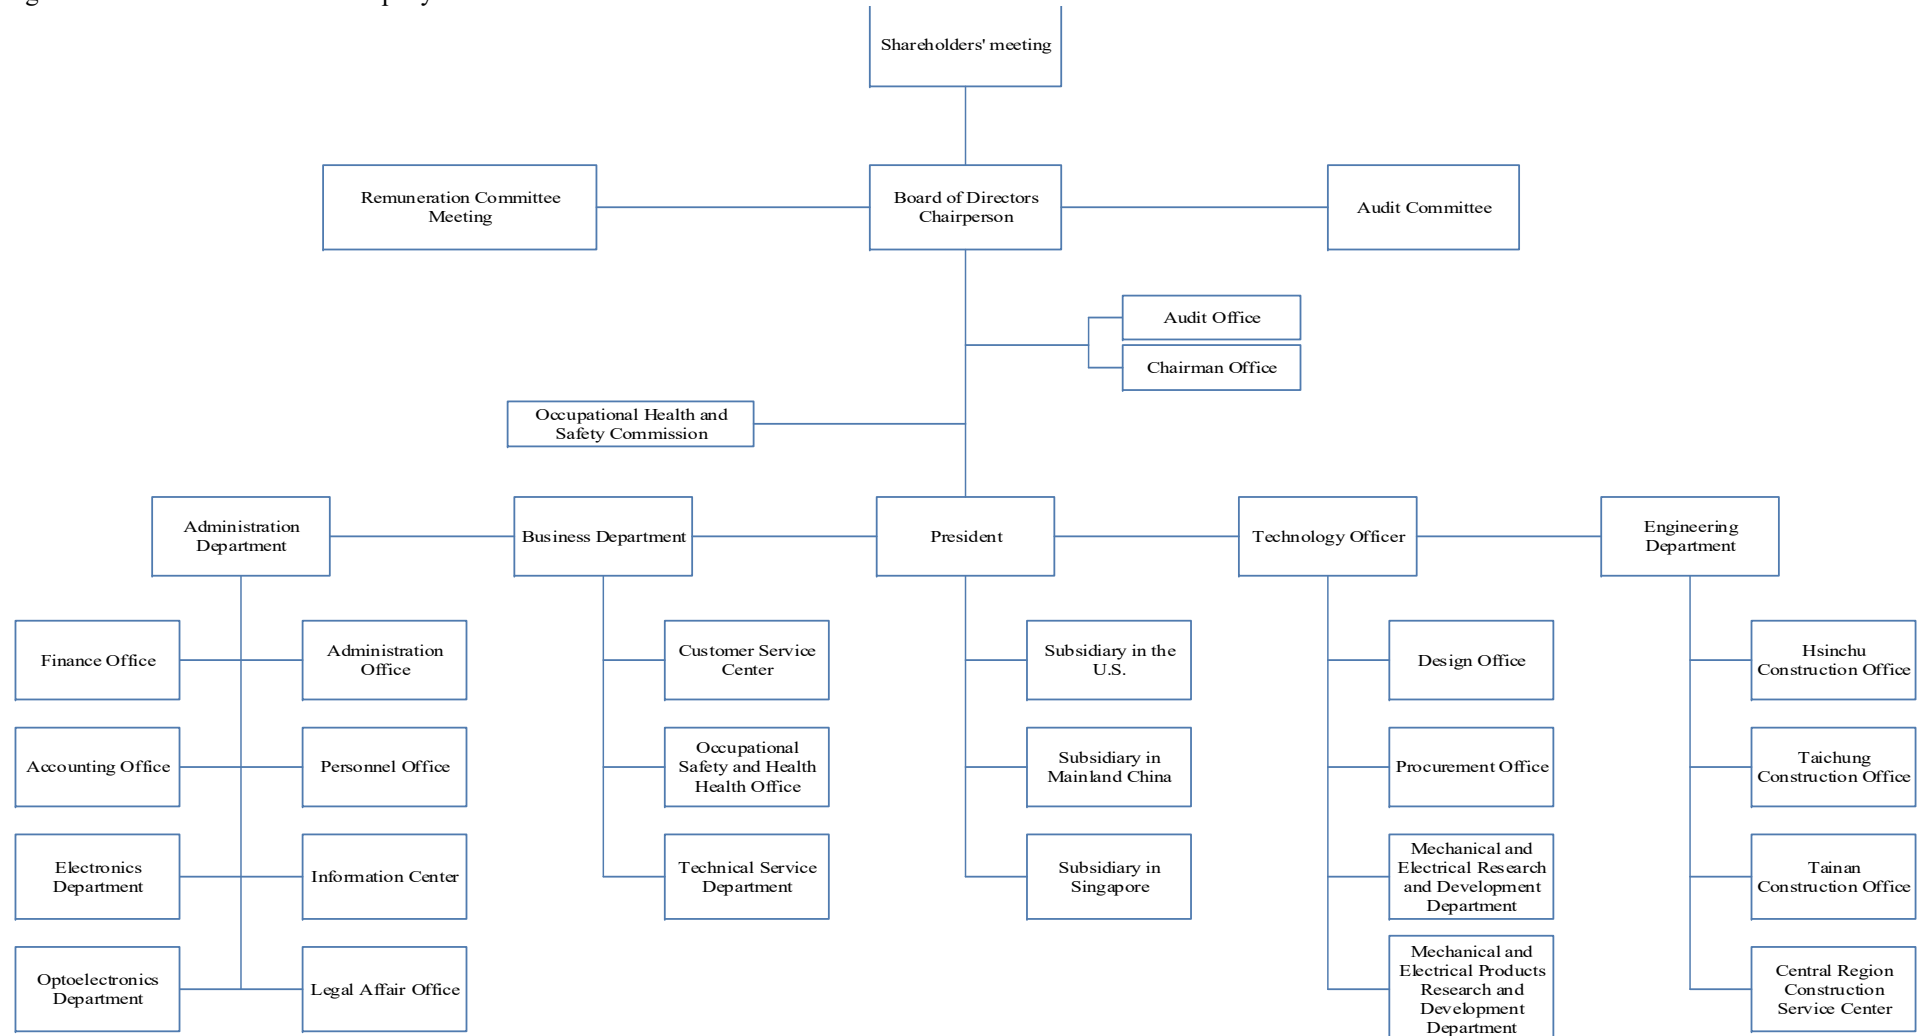 Shareholders' meeting
Remuneration Committee
Meeting
Board of Directors
Chairperson
Audit Committee
Audit Office
Chairman Office
Occupational Health and
Safety Commission
Administration
Department
Business Department
President
Technology Officer
Engineering
Department
Finance Office
Administration
Office
Customer Service
Center
Subsidiary in the
U.S.
Design Office
Hsinchu
Construction Office
Accounting Office
Personnel Office
Occupational
Safety and Health
Health Office
Subsidiary in
Mainland China
Procurement Office
Taichung
Construction Office
Electronics
Department
Information Center
Technical Service
Department
Subsidiary in
Singapore
Mechanical and
Electrical Research
and Development
Department
Tainan
Construction Office
Optoelectronics
Department
Legal Affair Office
Mechanical and
Electrical Products
Research and
Development
Department
Central Region
Construction
Service Center